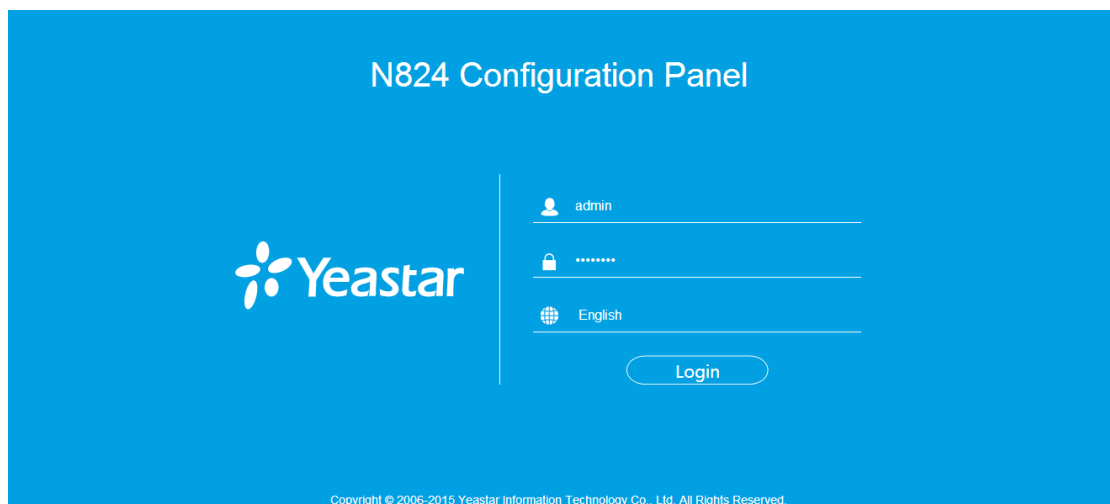 N824 Configuration Panel
admin
••••••••
Yeastar
English
Login
Copyright © 2006-2015 Yeastar Information Technology Co., Ltd. All Rights Reserved.